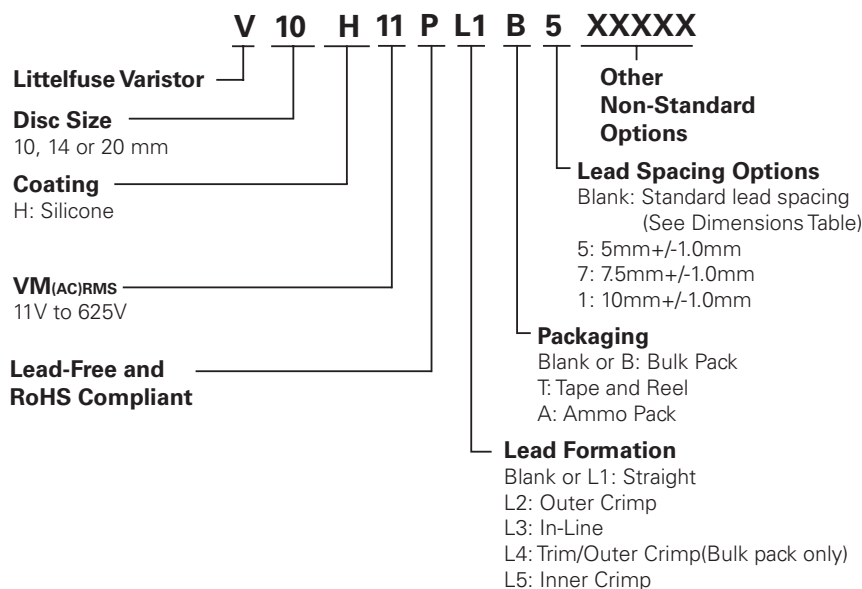 V 10 H 11 P L1 B 5 XXXXX
Littelfuse Varistor
Disc Size
10, 14 or 20 mm
Coating
H: Silicone
VM(AC)RMS
11V to 625V
Lead-Free and
RoHS Compliant
Other
Non-Standard
Options
Lead Spacing Options
Blank: Standard lead spacing
(See Dimensions Table)
5: 5mm+/-1.0mm
7: 7.5mm+/-1.0mm
1: 10mm+/-1.0mm
Packaging
Blank or B: Bulk Pack
T: Tape and Reel
A: Ammo Pack
Lead Formation
Blank or L1: Straight
L2: Outer Crimp
L3: In-Line
L4: Trim/Outer Crimp(Bulk pack only)
L5: Inner Crimp